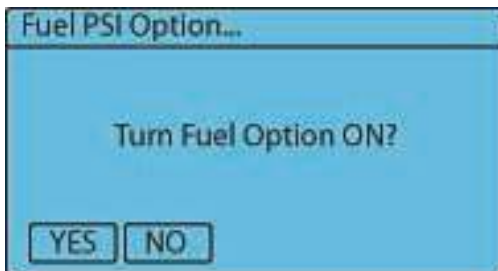 Fuel PSI Option...
Turn Fuel Option ON?
YES NO